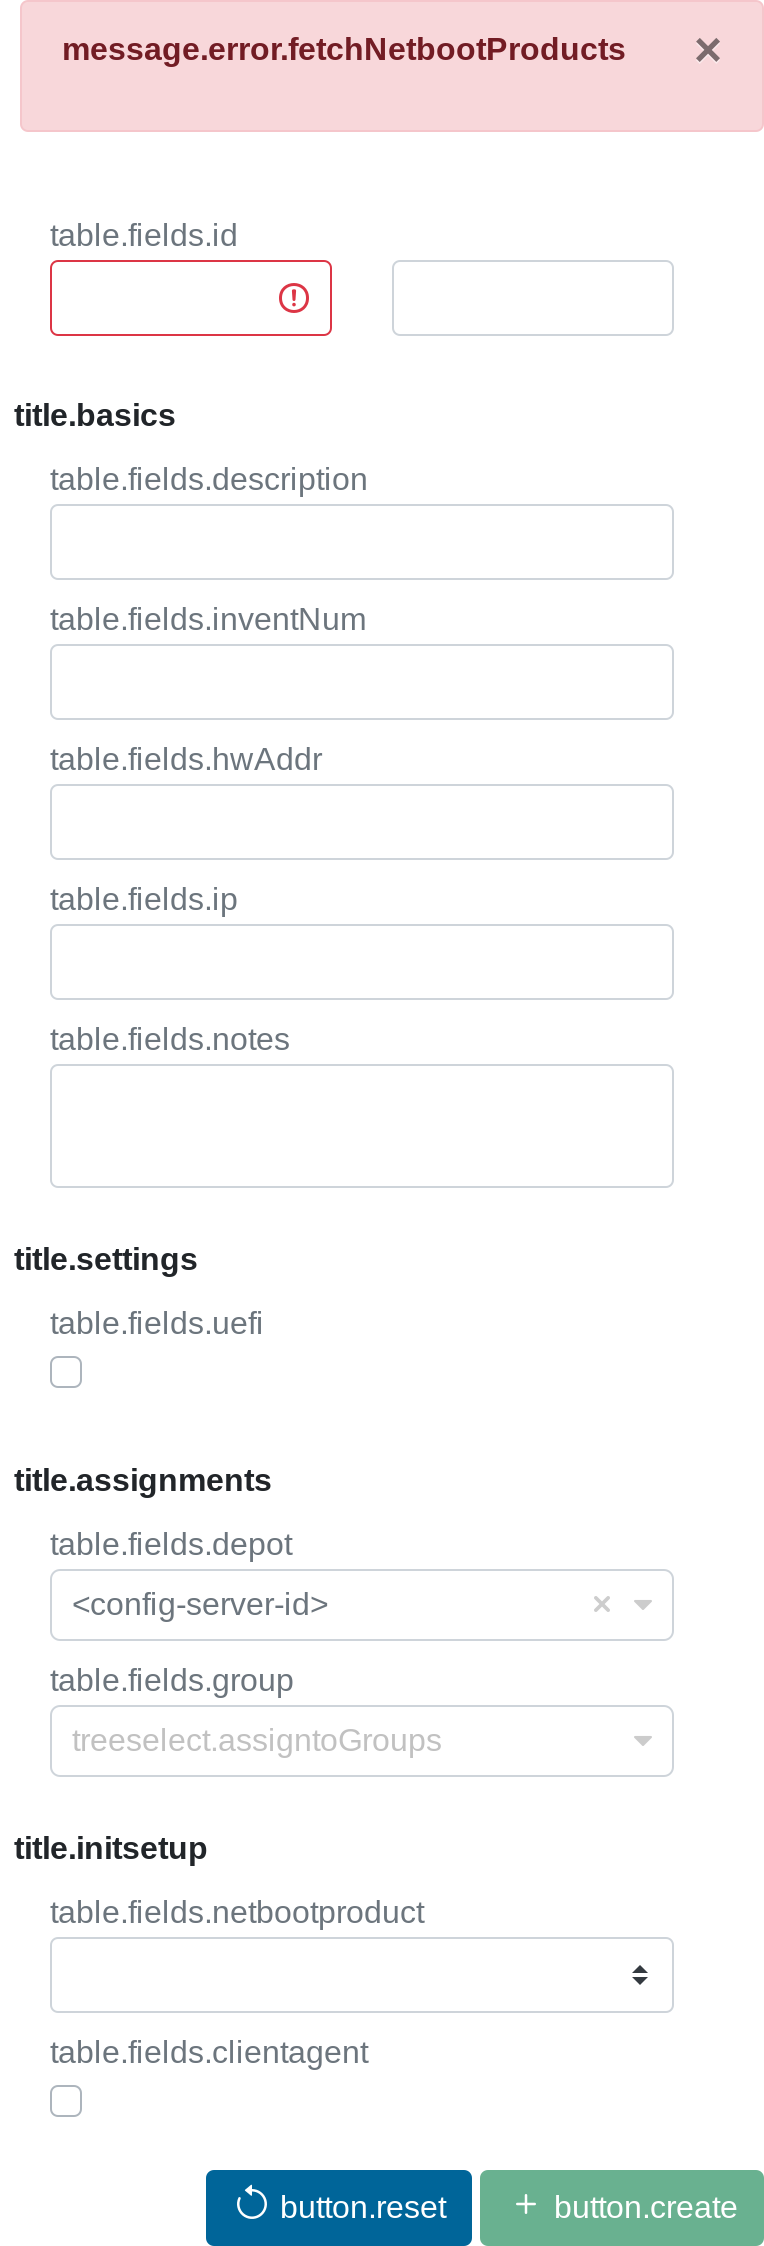 message.error.fetchNetbootProducts ×
table.fields.id
title.basics
table.fields.description
table.fields.inventNum
table.fields.hwAddr
table.fields.ip
table.fields.notes
title.settings
table.fields.uefi
title.assignments
table.fields.depot
<config-server-id> ×
table.fields.group
treeselect.assigntoGroups
title.initsetup
table.fields.netbootproduct
table.fields.clientagent
button.reset + button.create